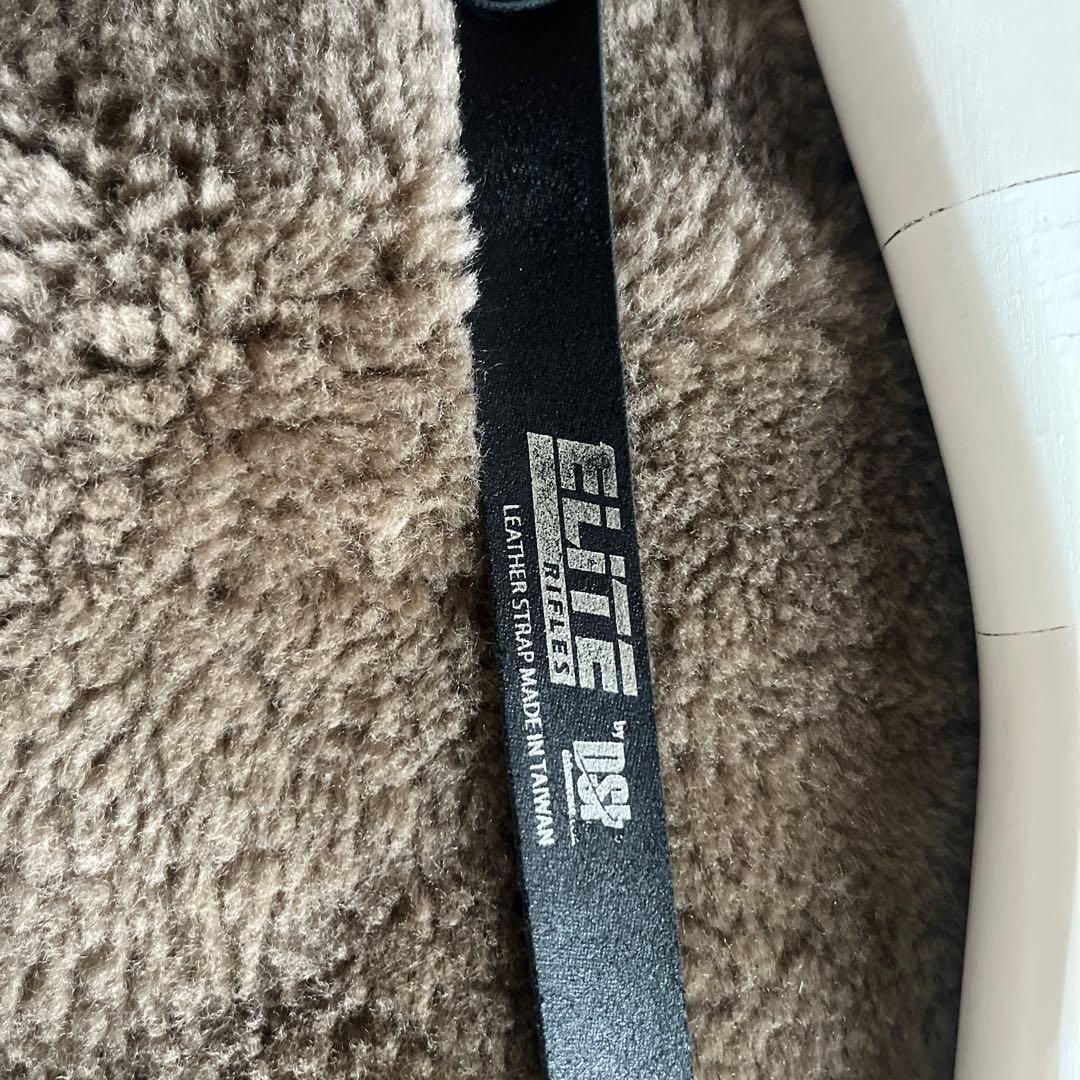 ELiTE
RIFLES
by DSI
LEATHER STRAP MADE IN TAIWAN